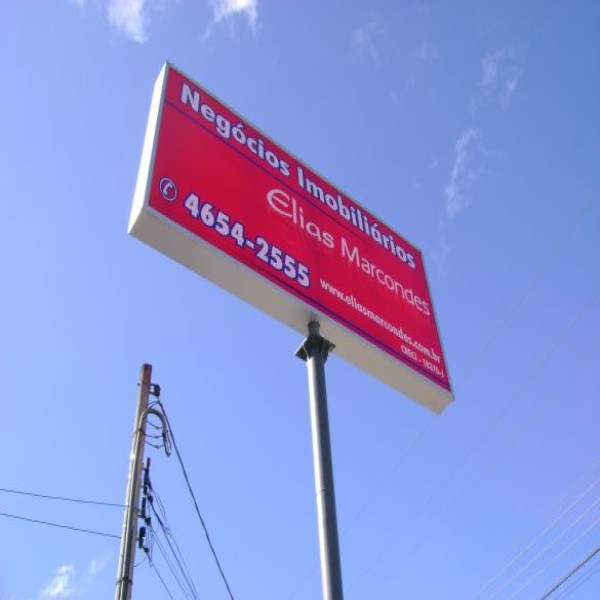 Negócios Imobiliários
Elias Marcondes
4654-2555
www.eliasmarcondes.com.br